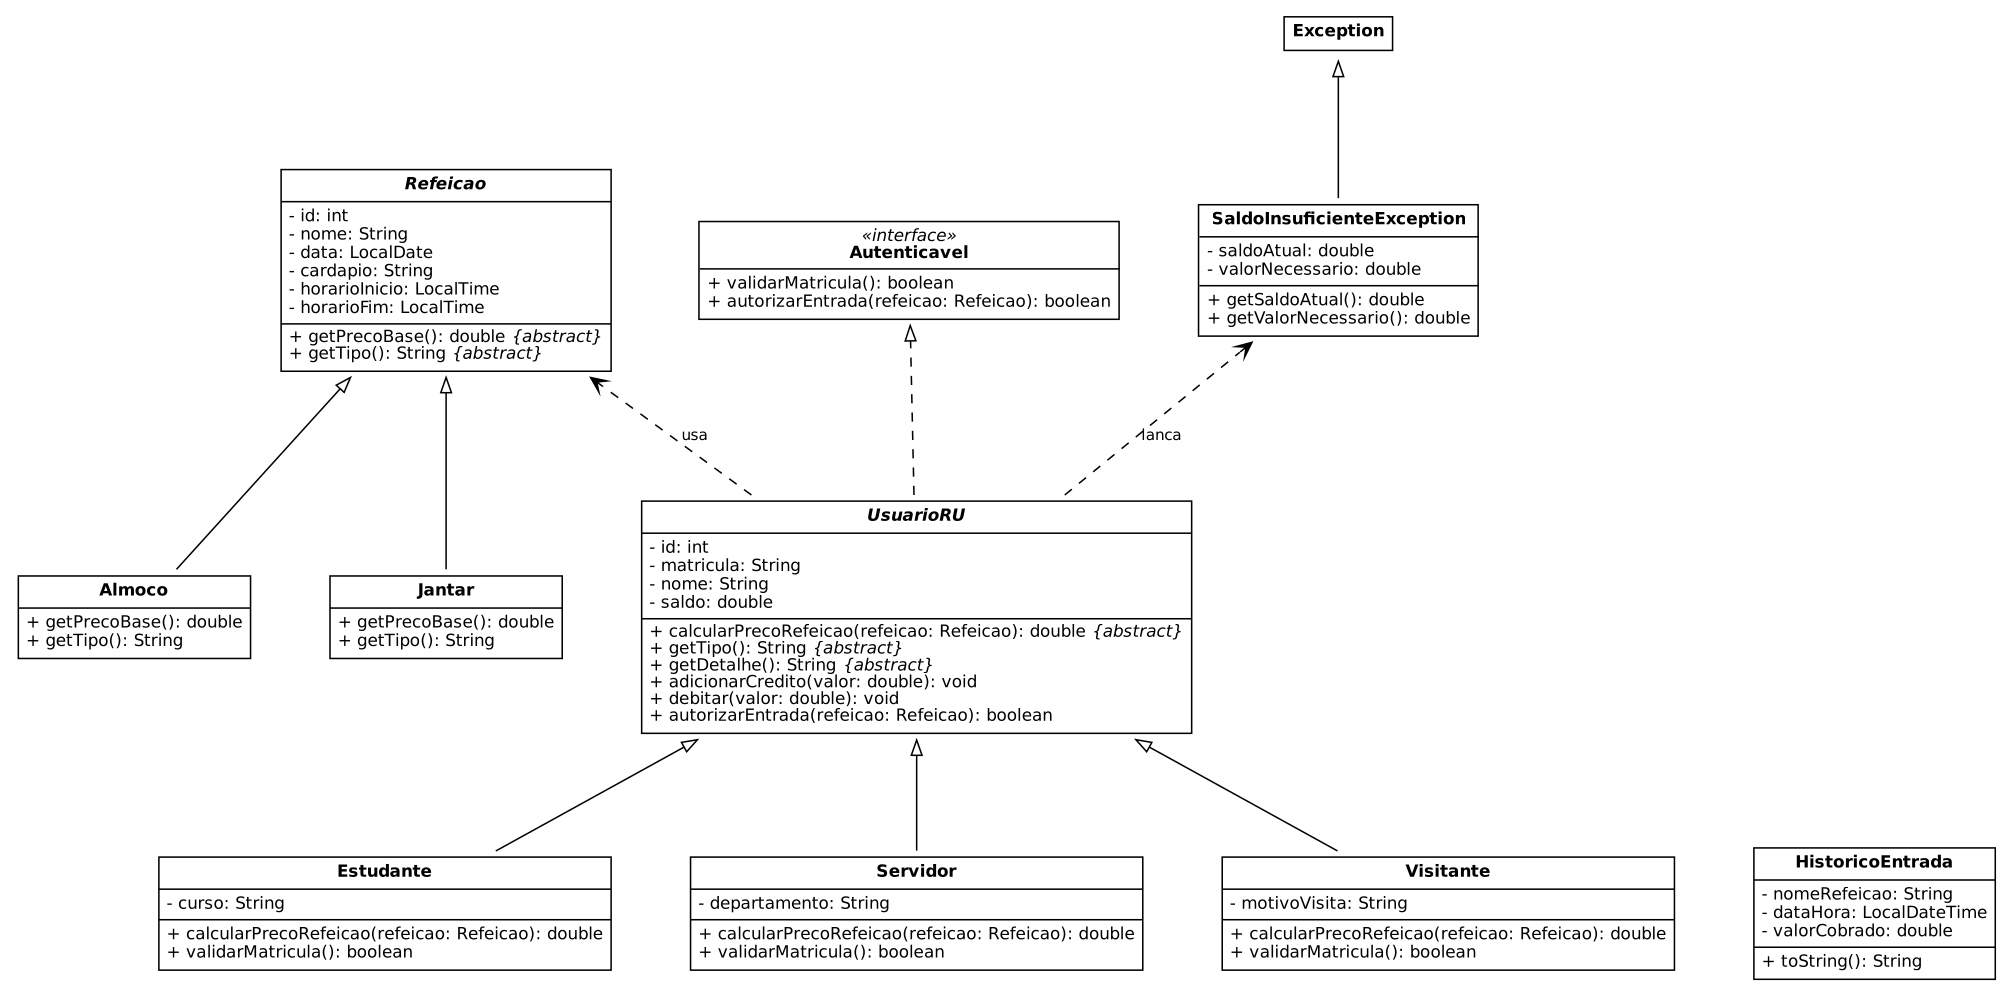 Exception
Refeicao
- id: int
- nome: String
- data: LocalDate
- cardapio: String
- horarioInicio: LocalTime
- horarioFim: LocalTime
+ getPrecoBase(): double {abstract}
+ getTipo(): String {abstract}
«interface»
Autenticavel
+ validarMatricula(): boolean
+ autorizarEntrada(refeicao: Refeicao): boolean
SaldoInsuficienteException
- saldoAtual: double
- valorNecessario: double
+ getSaldoAtual(): double
+ getValorNecessario(): double
usa
lanca
Almoco
+ getPrecoBase(): double
+ getTipo(): String
Jantar
+ getPrecoBase(): double
+ getTipo(): String
UsuarioRU
- id: int
- matricula: String
- nome: String
- saldo: double
+ calcularPrecoRefeicao(refeicao: Refeicao): double {abstract}
+ getTipo(): String {abstract}
+ getDetalhe(): String {abstract}
+ adicionarCredito(valor: double): void
+ debitar(valor: double): void
+ autorizarEntrada(refeicao: Refeicao): boolean
Estudante
- curso: String
+ calcularPrecoRefeicao(refeicao: Refeicao): double
+ validarMatricula(): boolean
Servidor
- departamento: String
+ calcularPrecoRefeicao(refeicao: Refeicao): double
+ validarMatricula(): boolean
Visitante
- motivoVisita: String
+ calcularPrecoRefeicao(refeicao: Refeicao): double
+ validarMatricula(): boolean
HistoricoEntrada
- nomeRefeicao: String
- dataHora: LocalDateTime
- valorCobrado: double
+ toString(): String